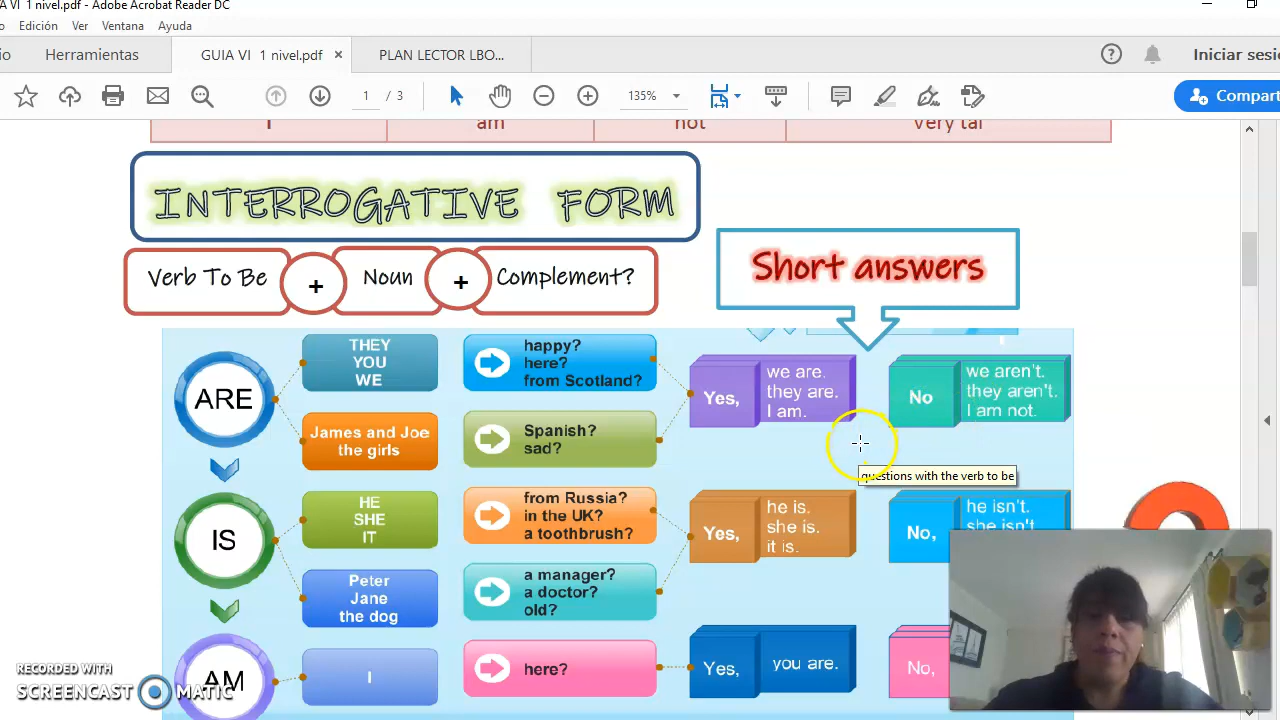 A VI 1 nivel.pdf - Adobe Acrobat Reader DC
Edición Ver Ventana Ayuda
Herramientas
GUIA VI 1 nivel.pdf ×
PLAN LECTOR LBO...
Iniciar sesi
1 / 3
135%
Compart
I am not very tal
INTERROGATIVE FORM
Verb To Be + Noun + Complement?
Short answers
ARE
THEY
YOU
WE
happy?
here?
from Scotland?
Yes,
we are.
they are.
I am.
No
we aren't.
they aren't.
I am not.
James and Joe
the girls
Spanish?
sad?
questions with the verb to be
IS
HE
SHE
IT
from Russia?
in the UK?
a toothbrush?
Yes,
he is.
she is.
it is.
No,
he isn't.
she isn't
Peter
Jane
the dog
a manager?
a doctor?
old?
AM
I
here?
Yes,
you are.
No,
RECORDED WITH
SCREENCAST MATIC